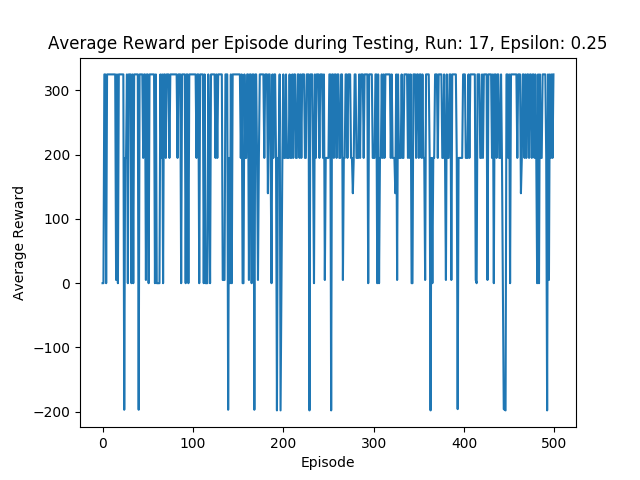 Average Reward per Episode during Testing, Run: 17, Epsilon: 0.25
Average Reward
300
200
100
0
−100
−200
0 100 200 300 400 500
Episode